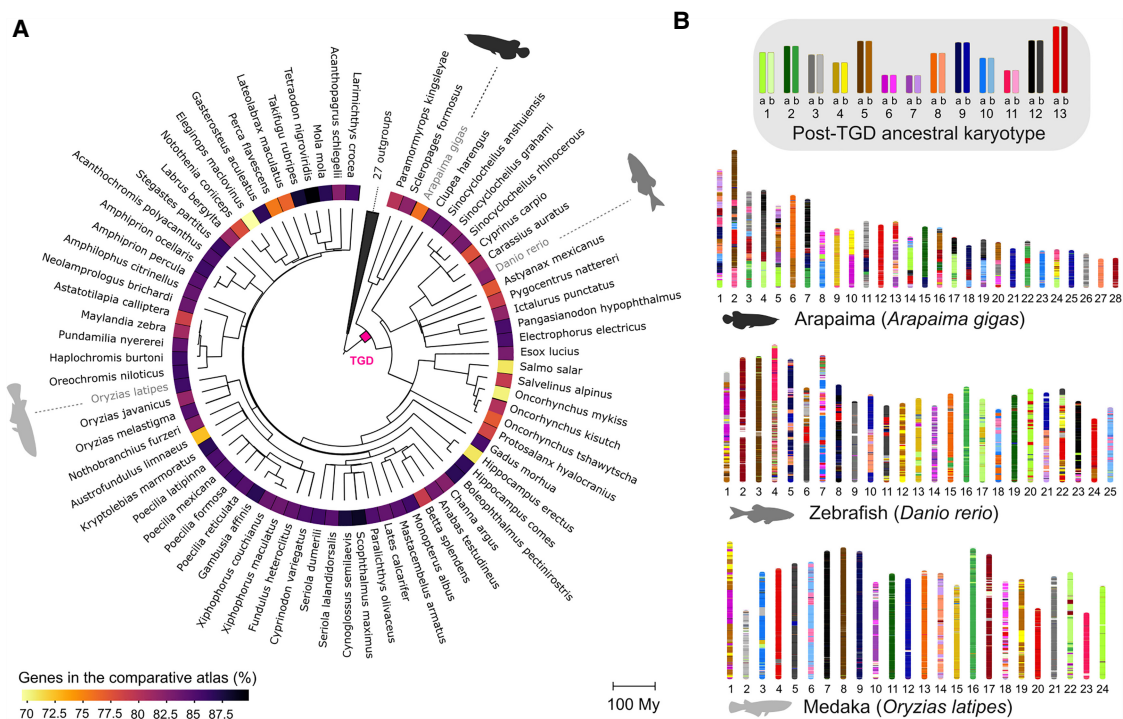 A
27 outgroups
Paramormyrops kingsleyae
Scleropages formosus
Arapaima gigas
Clupea harengus
Sinocyclocheilus anshuiensis
Sinocyclocheilus grahami
Sinocyclocheilus rhinocerous
Cyprinus carpio
Carassius auratus
Danio rerio
Astyanax mexicanus
Pygocentrus nattereri
Ictalurus punctatus
Pangasianodon hypophthalmus
Electrophorus electricus
Esox lucius
Salmo salar
Salvelinus alpinus
Oncorhynchus mykiss
Oncorhynchus kisutch
Oncorhynchus tshawytscha
Protosalanx hyalocranius
Gadus morhua
Hippocampus erectus
Hippocampus comes
Boleophthalmus pectinirostris
Channa argus
Anabas testudineus
Betta splendens
Monopterus albus
Mastacembelus armatus
Lates calcarifer
Paralichthys olivaceus
Scophthalmus maximus
Cynoglossus semilaevis
Seriola lalandidorsalis
Seriola dumerili
Cyprinodon variegatus
Fundulus heteroclitus
Xiphophorus maculatus
Xiphophorus couchianus
Gambusia affinis
Poecilia reticulata
Poecilia formosa
Poecilia mexicana
Poecilia latipinna
Kryptolebias marmoratus
Austrofundulus limnaeus
Nothobranchius furzeri
Oryzias melastigma
Oryzias javanicus
Oryzias latipes
Oreochromis niloticus
Haplochromis burtoni
Pundamilia nyererei
Maylandia zebra
Astatotilapia calliptera
Neolamprologus brichardi
Amphilophus citrinellus
Amphiprion percula
Amphiprion ocellaris
Stegastes partitus
Acanthochromis polyacanthus
Labrus bergylta
Notothenia coriiceps
Eleginops maclovinus
Gasterosteus aculeatus
Perca flavescens
Lateolabrax maculatus
Takifugu rubripes
Tetraodon nigroviridis
Mola mola
Acanthopagrus schlegelii
Larimichthys crocea
TGD
Genes in the comparative atlas (%)
70 72.5 75 77.5 80 82.5 85 87.5
100 My
B
a b a b a b a b a b a b a b a b a b a b a b a b a b
1 2 3 4 5 6 7 8 9 10 11 12 13
Post-TGD ancestral karyotype
1 2 3 4 5 6 7 8 9 10 11 12 13 14 15 16 17 18 19 20 21 22 23 24 25 26 27 28
Arapaima (Arapaima gigas)
1 2 3 4 5 6 7 8 9 10 11 12 13 14 15 16 17 18 19 20 21 22 23 24 25
Zebrafish (Danio rerio)
1 2 3 4 5 6 7 8 9 10 11 12 13 14 15 16 17 18 19 20 21 22 23 24
Medaka (Oryzias latipes)